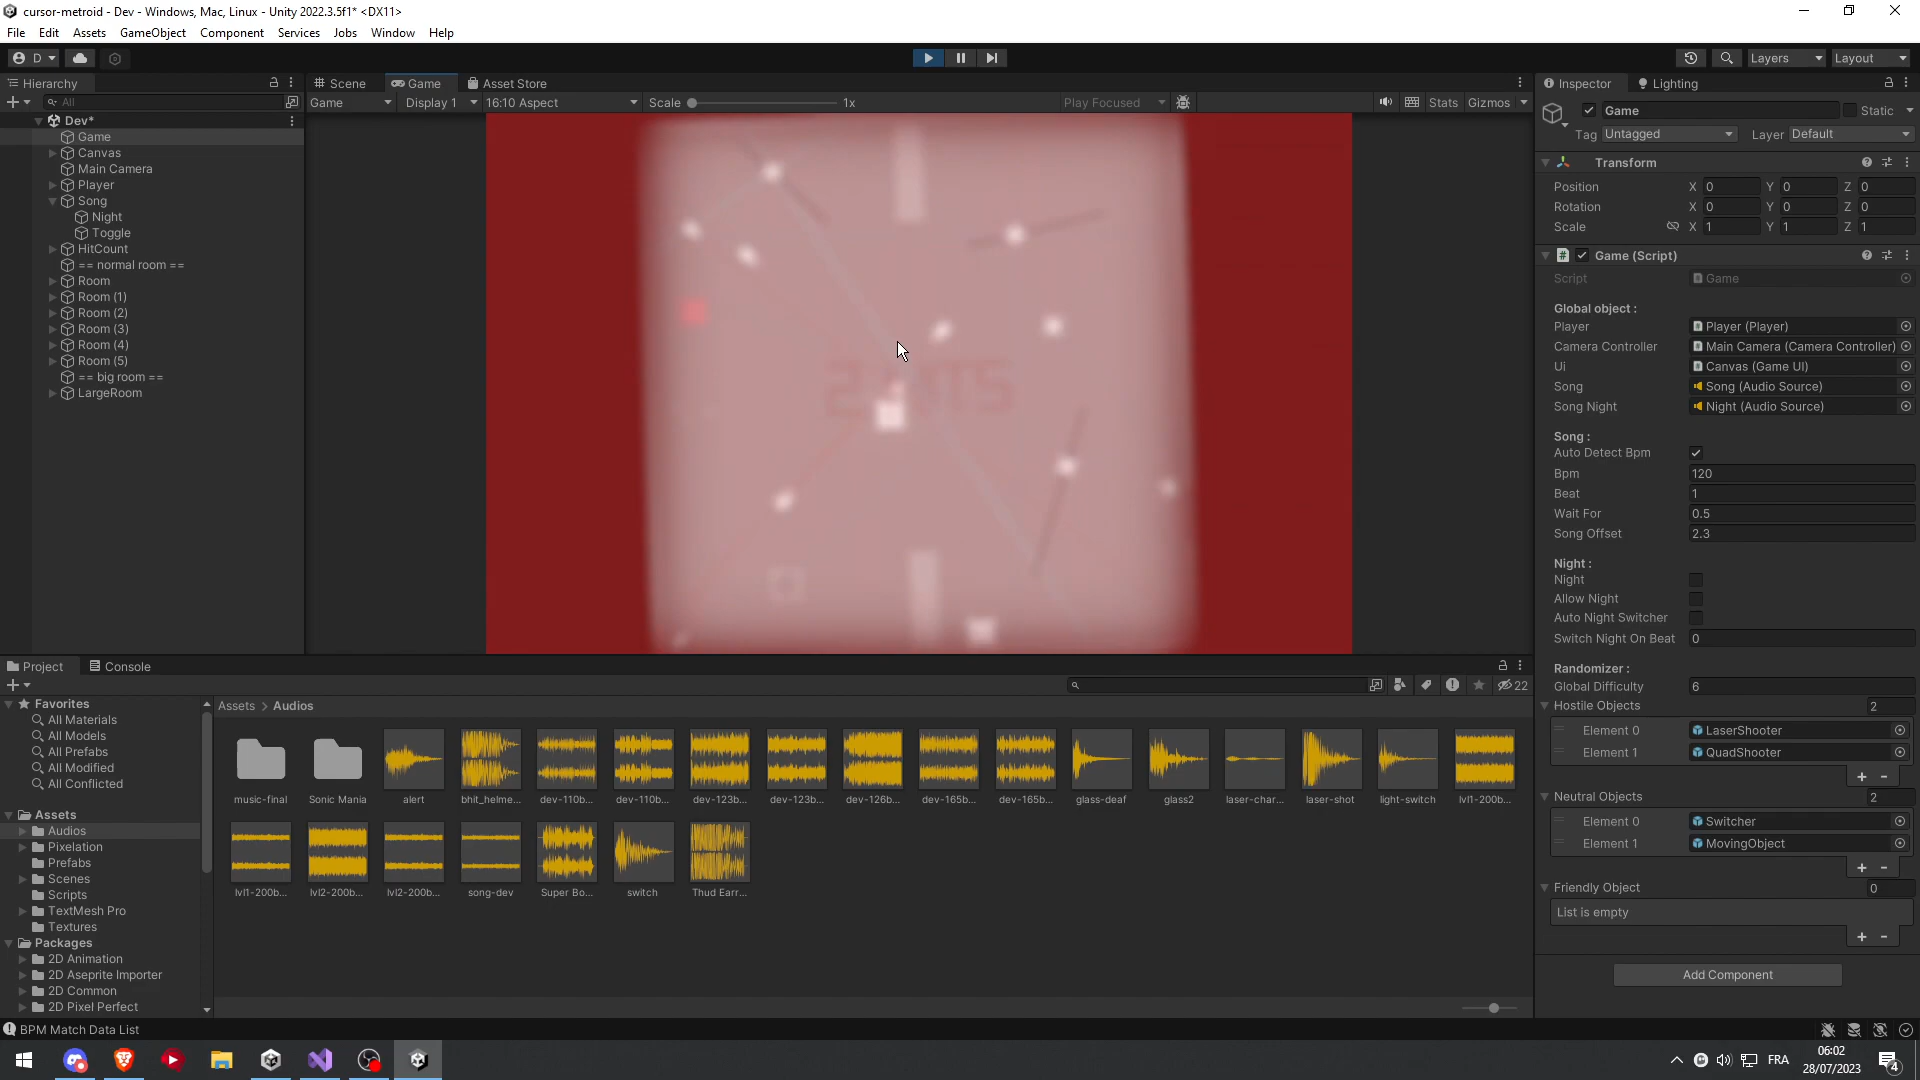 cursor-metroid - Dev - Windows, Mac, Linux - Unity 2022.3.5f1* <DX11>
File Edit Assets GameObject Component Services Jobs Window Help
D Layers Layout
Hierarchy Scene Game Asset Store Inspector Lighting
All Game Display 1 16:10 Aspect Scale 1x Play Focused Stats Gizmos
Game Static
Tag Untagged Layer Default
Dev*
Game
Canvas
Main Camera
Player
Song
Night
Toggle
HitCount
== normal room ==
Room
Room (1)
Room (2)
Room (3)
Room (4)
Room (5)
== big room ==
LargeRoom
Transform
Position X 0 Y 0 Z 0
Rotation X 0 Y 0 Z 0
Scale X 1 Y 1 Z 1
# Game (Script)
Script Game
Global object :
Player Player (Player)
Camera Controller Main Camera (Camera Controller)
Ui Canvas (Game UI)
Song Song (Audio Source)
Song Night Night (Audio Source)
Song :
Auto Detect Bpm
Bpm 120
Beat 1
Wait For 0.5
Song Offset 2.3
Night :
Night
Allow Night
Auto Night Switcher
Switch Night On Beat 0
Randomizer :
Global Difficulty 6
Hostile Objects 2
Element 0 LaserShooter
Element 1 QuadShooter
Neutral Objects 2
Element 0 Switcher
Element 1 MovingObject
Friendly Object 0
List is empty
Add Component
Project Console
22
Favorites
All Materials
All Models
All Prefabs
All Modified
All Conflicted
Assets
Audios
Pixelation
Prefabs
Scenes
Scripts
TextMesh Pro
Textures
Packages
2D Animation
2D Aseprite Importer
2D Common
2D Pixel Perfect
Assets > Audios
music-final Sonic Mania alert bhit_helme... dev-110b... dev-110b... dev-123b... dev-123b... dev-126b... dev-165b... dev-165b... glass-deaf glass2 laser-char... laser-shot light-switch lvl1-200b...
lvl1-200b... lvl2-200b... lvl2-200b... song-dev Super Bo... switch Thud Earr...
BPM Match Data List
FRA 06:02
28/07/2023
4